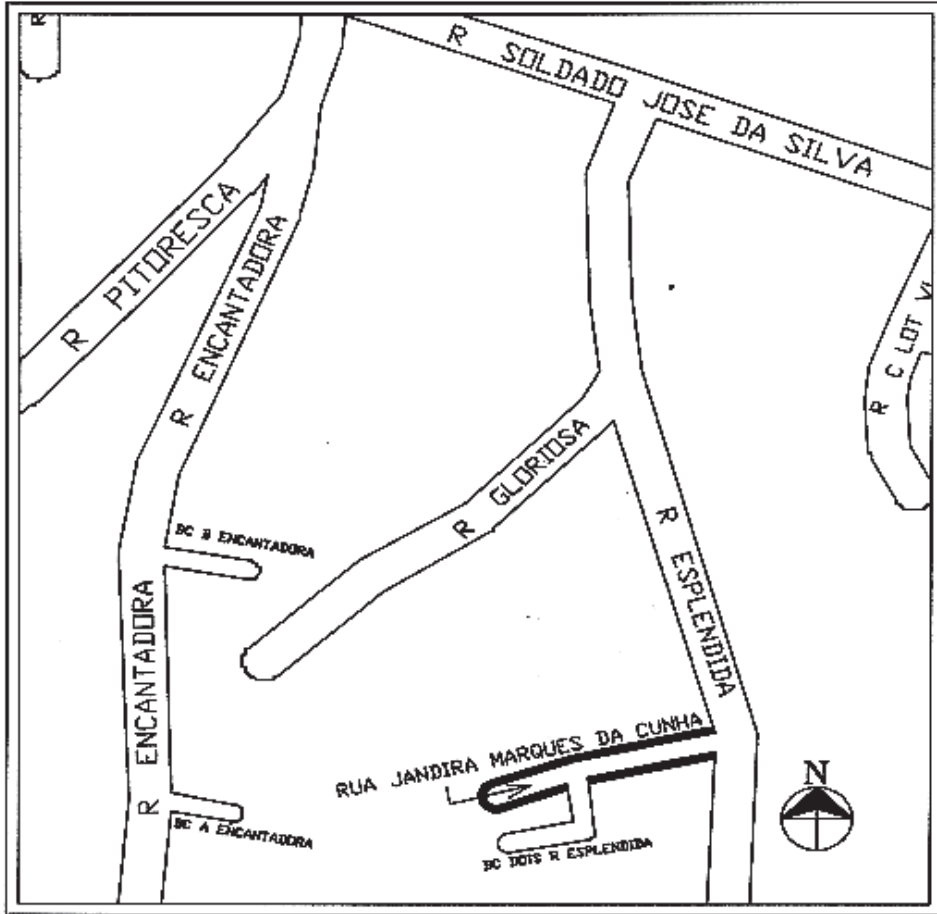 R
R SOLDADO JOSE DA SILVA
R PITORESCA
R ENCANTADORA
R C LOT
R GLORIOSA
R ESPLENDIDA
BC B ENCANTADORA
R ENCANTADORA
RUA JANDIRA MARQUES DA CUNHA
N
BC A ENCANTADORA
BC DOIS R ESPLENDIDA